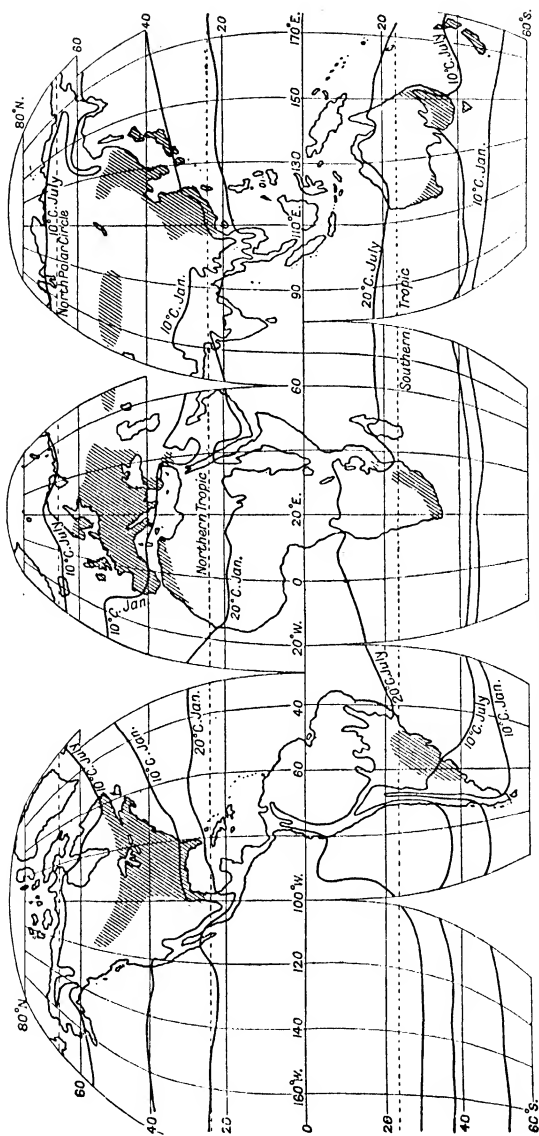 80°N.
60
40
20
0
20
40
60°S.
160°W.
140
120
100°W.
60
40
20°W.
0
20°E.
60
90
110°E.
130
150
170°E.
10°C. July
10°C. Jan.
20°C. Jan.
20°C. July
10°C. July
10°C. Jan.
10°C. July
10°C. Jan.
Northern Tropic
20°C. Jan.
10°C. July
North Polar Circle
10°C. Jan.
20°C. July
Southern Tropic
10°C. July
10°C. Jan.
80°N.
60
40
20
20
40
60°S.